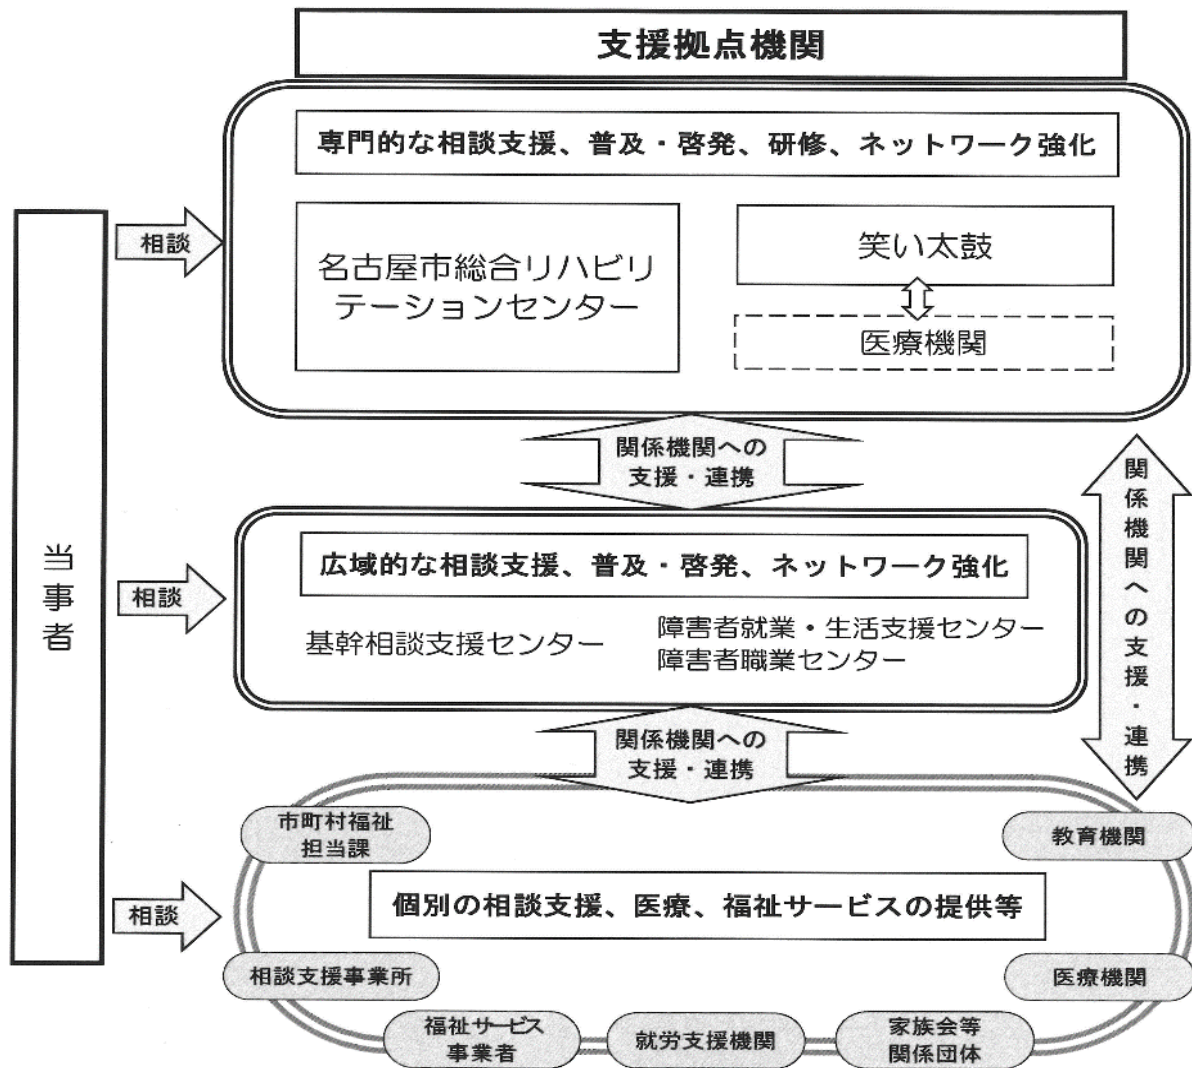 支援拠点機関
専門的な相談支援、普及・啓発、研修、ネットワーク強化
名古屋市総合リハビリ
テーションセンター
笑い太鼓
医療機関
相談
関係機関への
支援・連携
当事者
相談
広域的な相談支援、普及・啓発、ネットワーク強化
基幹相談支援センター
障害者就業・生活支援センター
障害者職業センター
関係機関への支援・連携
関係機関への
支援・連携
市町村福祉
担当課
教育機関
相談
個別の相談支援、医療、福祉サービスの提供等
相談支援事業所
医療機関
福祉サービス
事業者
就労支援機関
家族会等
関係団体